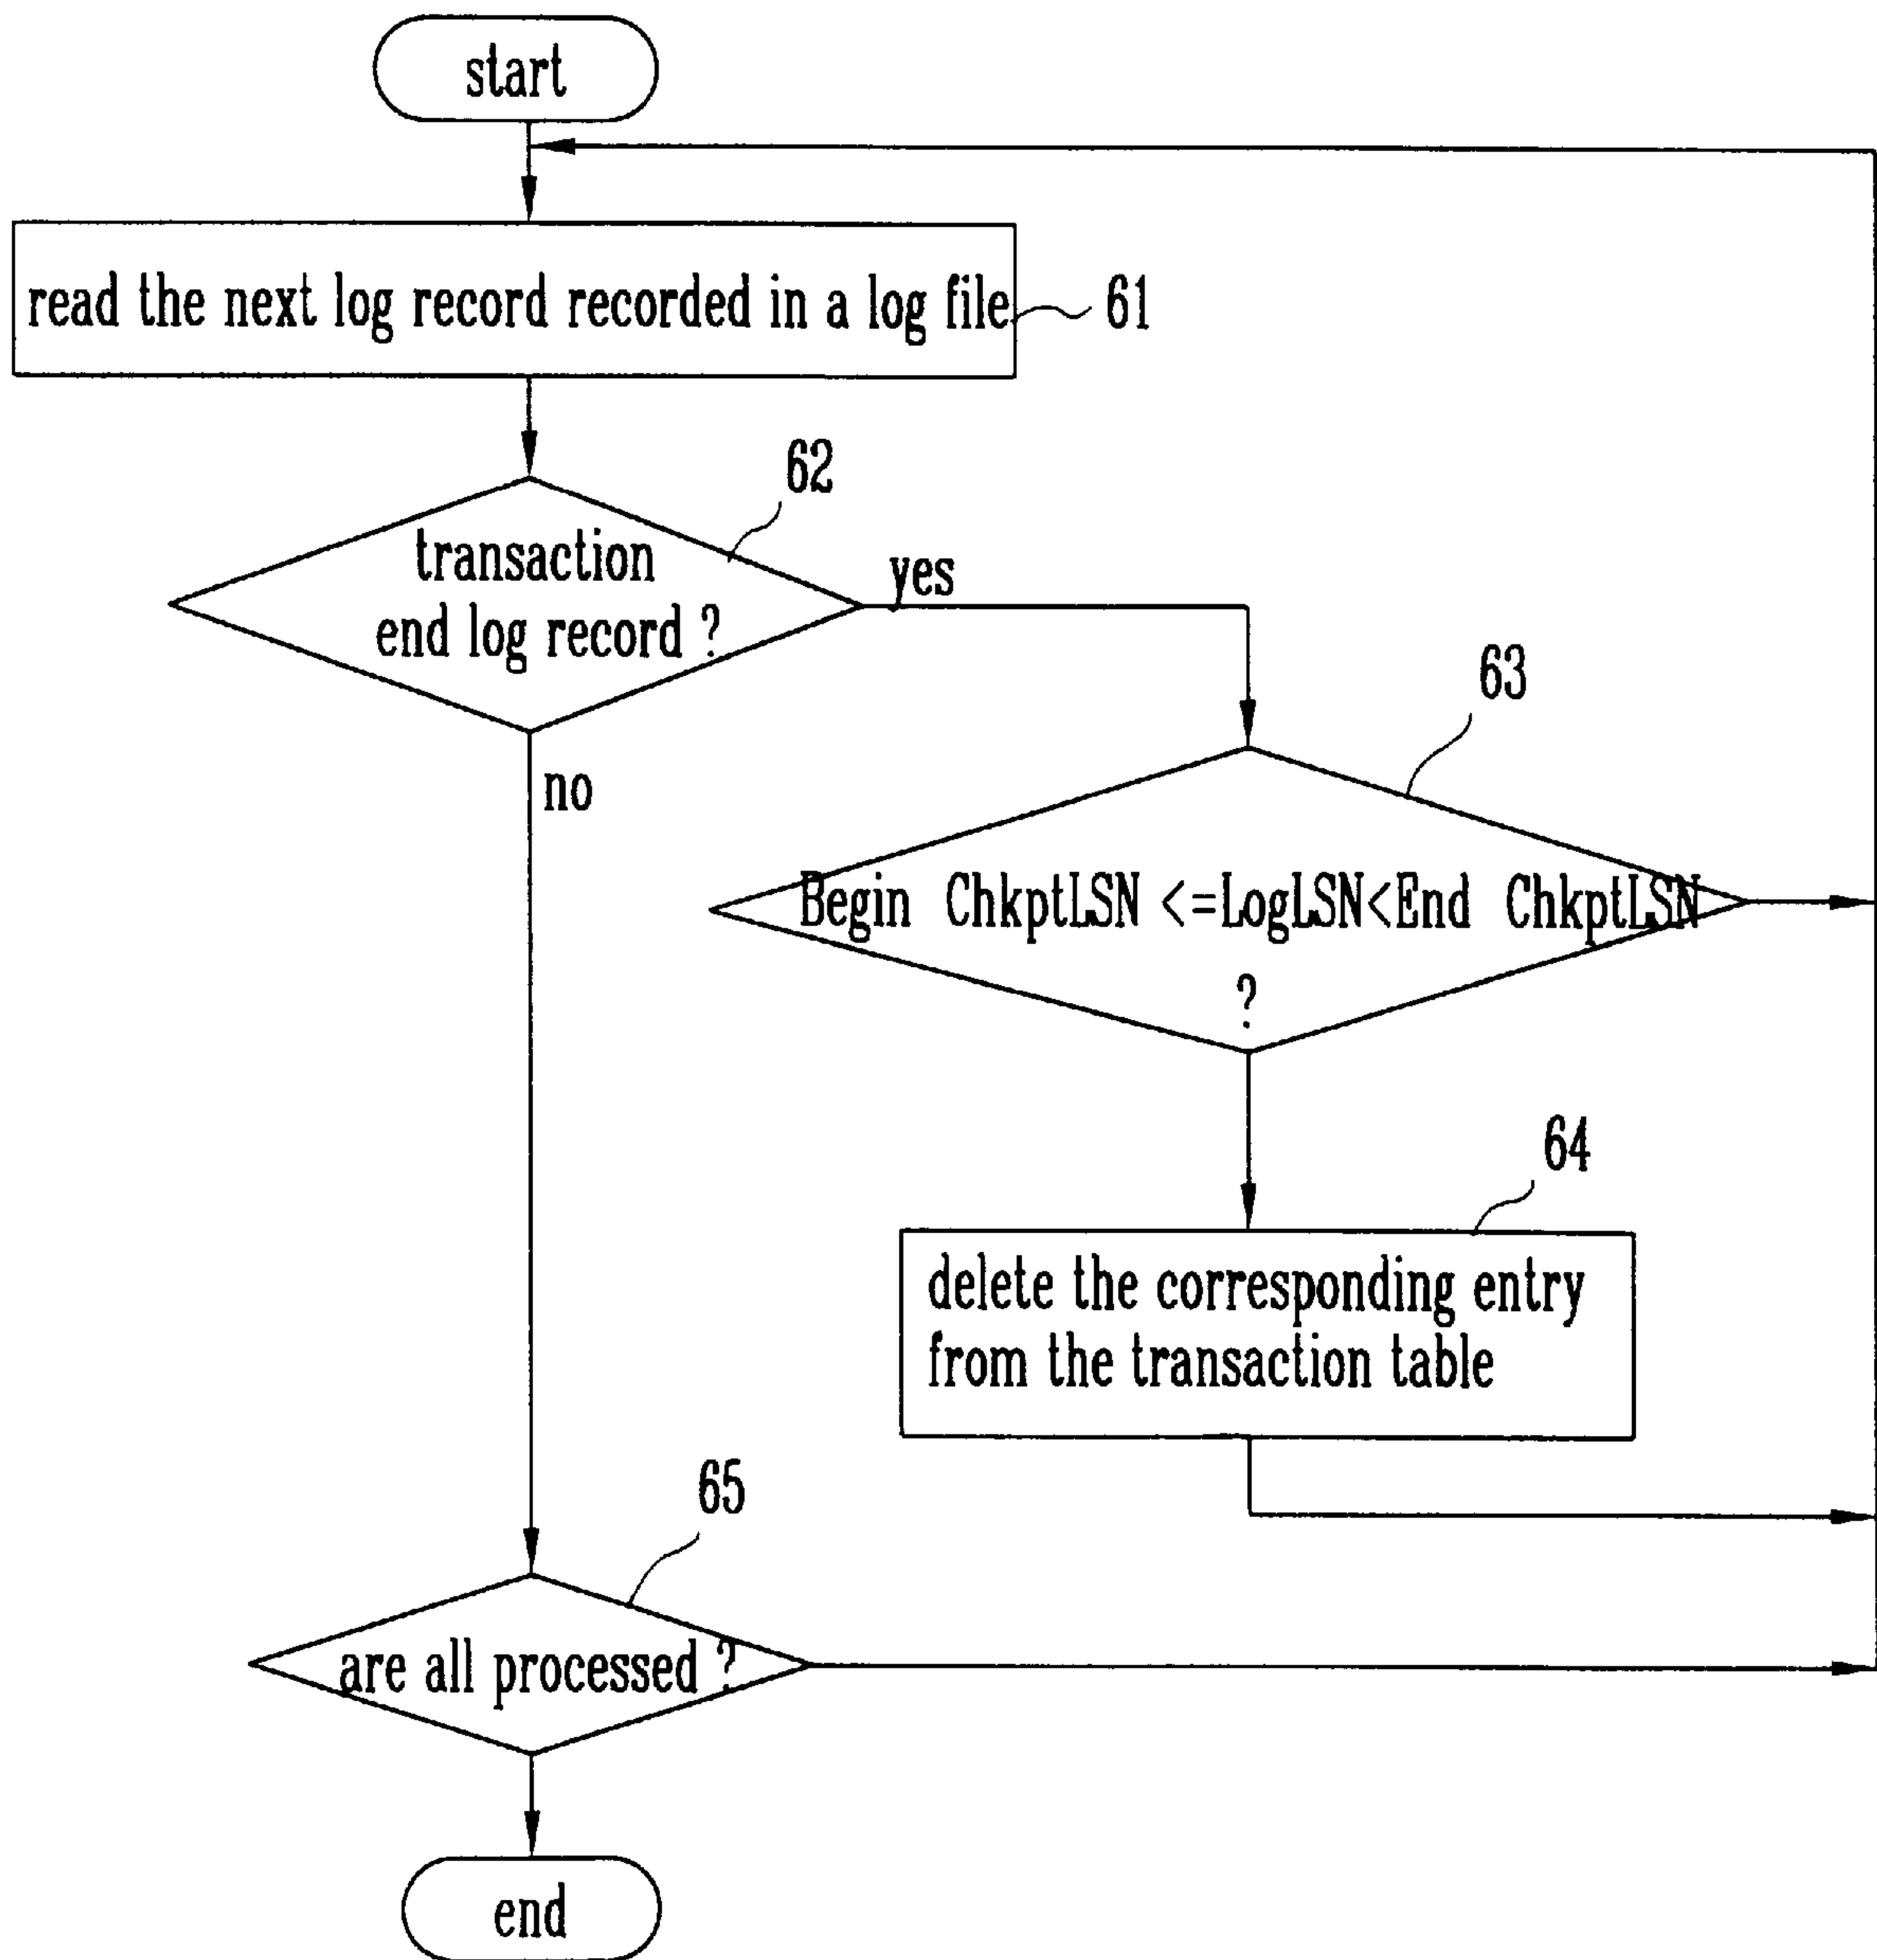 start
read the next log record recorded in a log file
61
62
transaction
end log record ?
yes
no
63
Begin ChkptLSN <=LogLSN<End ChkptLSN
?
64
delete the corresponding entry
from the transaction table
65
are all processed ?
end